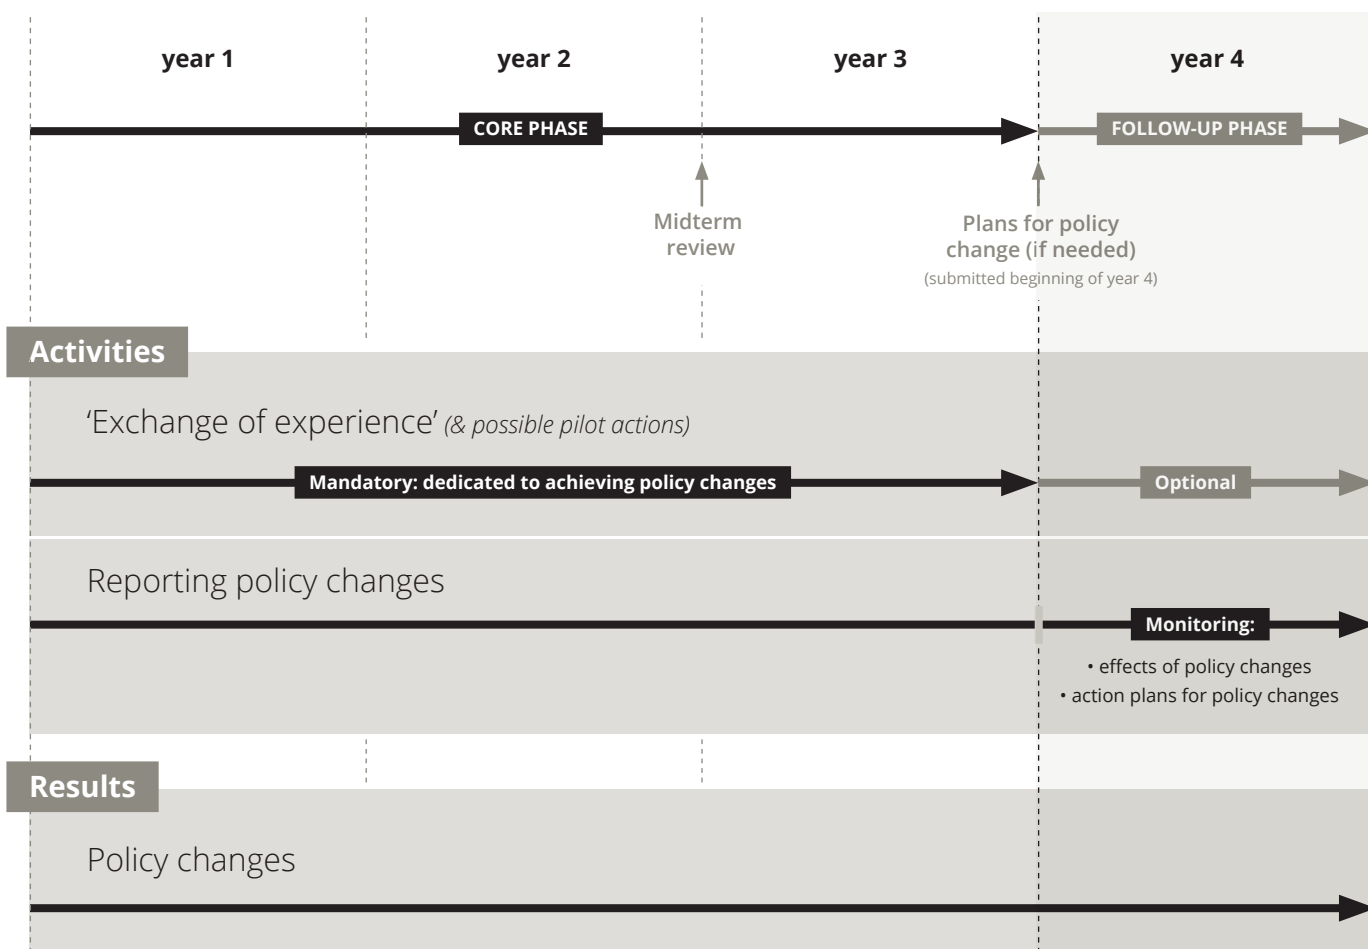 year 1
year 2
year 3
year 4
CORE PHASE
FOLLOW-UP PHASE
Midterm
review
Plans for policy
change (if needed)
(submitted beginning of year 4)
Activities
‘Exchange of experience’ (& possible pilot actions)
Mandatory: dedicated to achieving policy changes
Optional
Reporting policy changes
Monitoring:
• effects of policy changes
• action plans for policy changes
Results
Policy changes